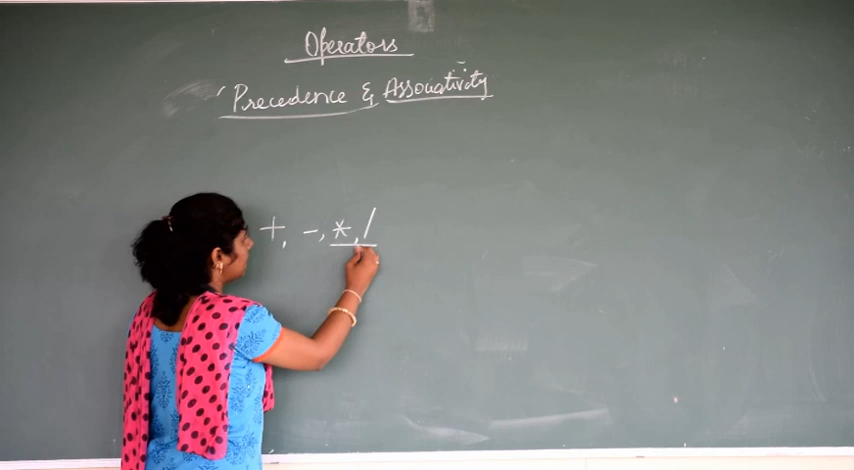 Operators
Precedence & Associativity
+, -, *, /